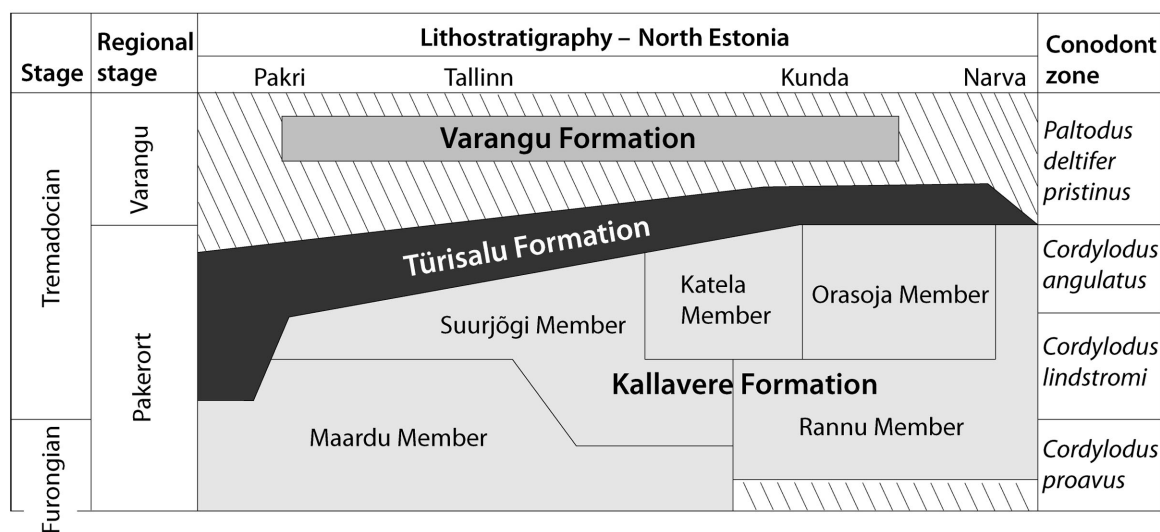 Stage
Regional
stage
Lithostratigraphy – North Estonia
Pakri Tallinn Kunda Narva
Conodont
zone
Tremadocian
Furongian
Varangu
Pakerort
Varangu Formation
Türisalu Formation
Katela
Member
Orasoja Member
Suurjõgi Member
Kallavere Formation
Maardu Member
Rannu Member
Paltodus
deltifer
pristinus
Cordylodus
angulatus
Cordylodus
lindstromi
Cordylodus
proavus